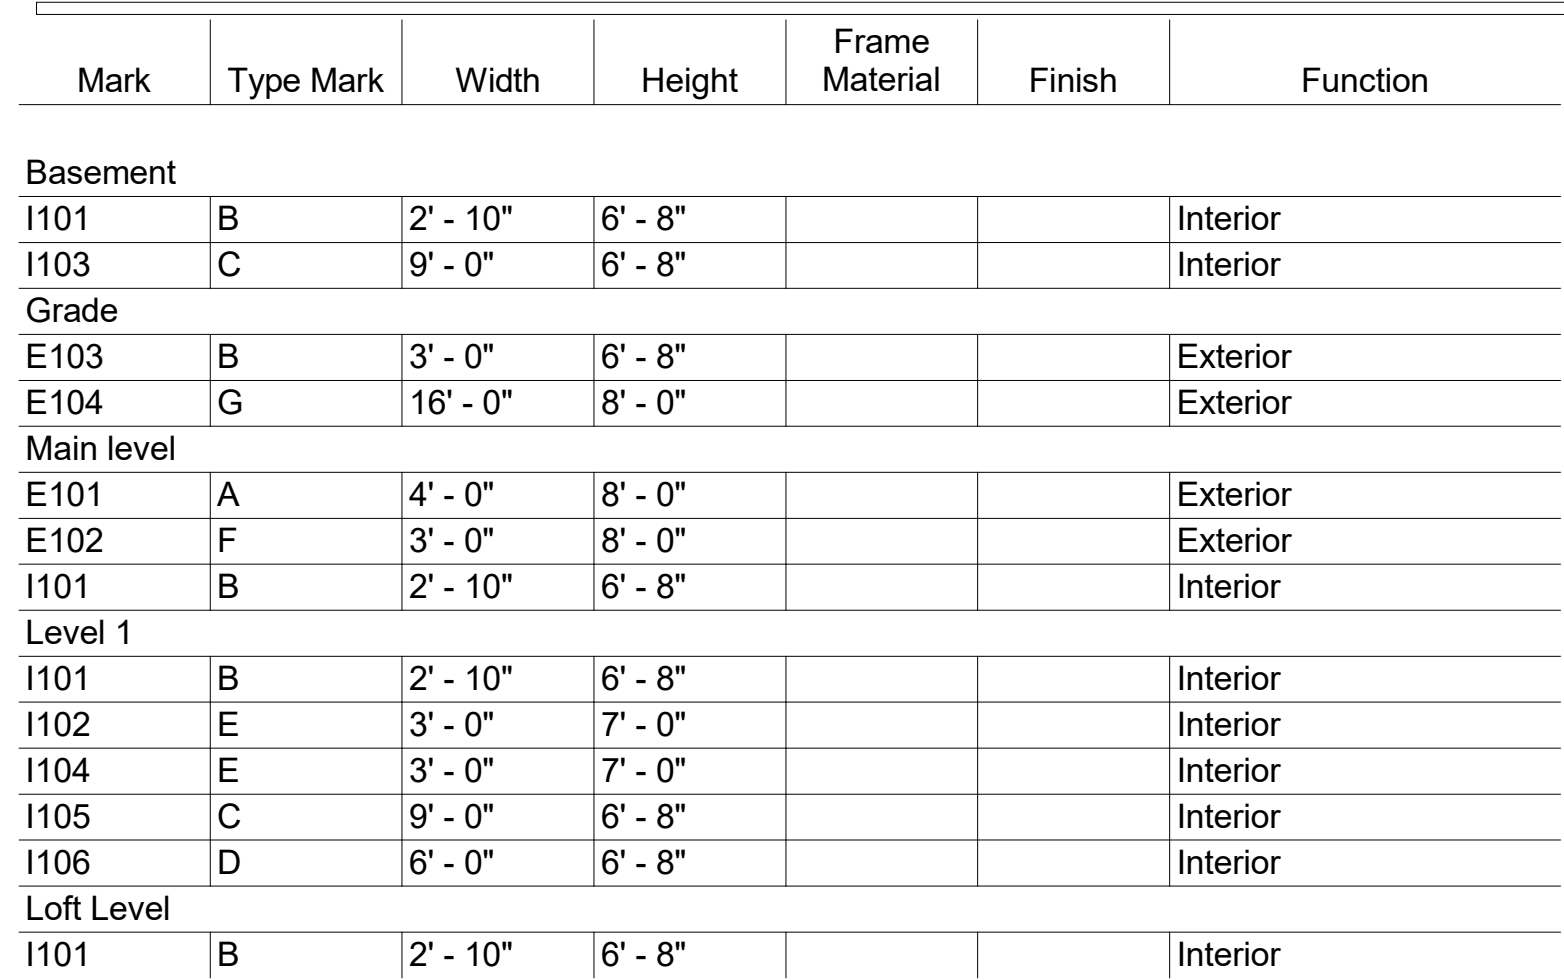 Mark Type Mark Width Height Frame Material Finish Function
Basement
I101 B 2' - 10" 6' - 8" Interior
I103 C 9' - 0" 6' - 8" Interior
Grade
E103 B 3' - 0" 6' - 8" Exterior
E104 G 16' - 0" 8' - 0" Exterior
Main level
E101 A 4' - 0" 8' - 0" Exterior
E102 F 3' - 0" 8' - 0" Exterior
I101 B 2' - 10" 6' - 8" Interior
Level 1
I101 B 2' - 10" 6' - 8" Interior
I102 E 3' - 0" 7' - 0" Interior
I104 E 3' - 0" 7' - 0" Interior
I105 C 9' - 0" 6' - 8" Interior
I106 D 6' - 0" 6' - 8" Interior
Loft Level
I101 B 2' - 10" 6' - 8" Interior